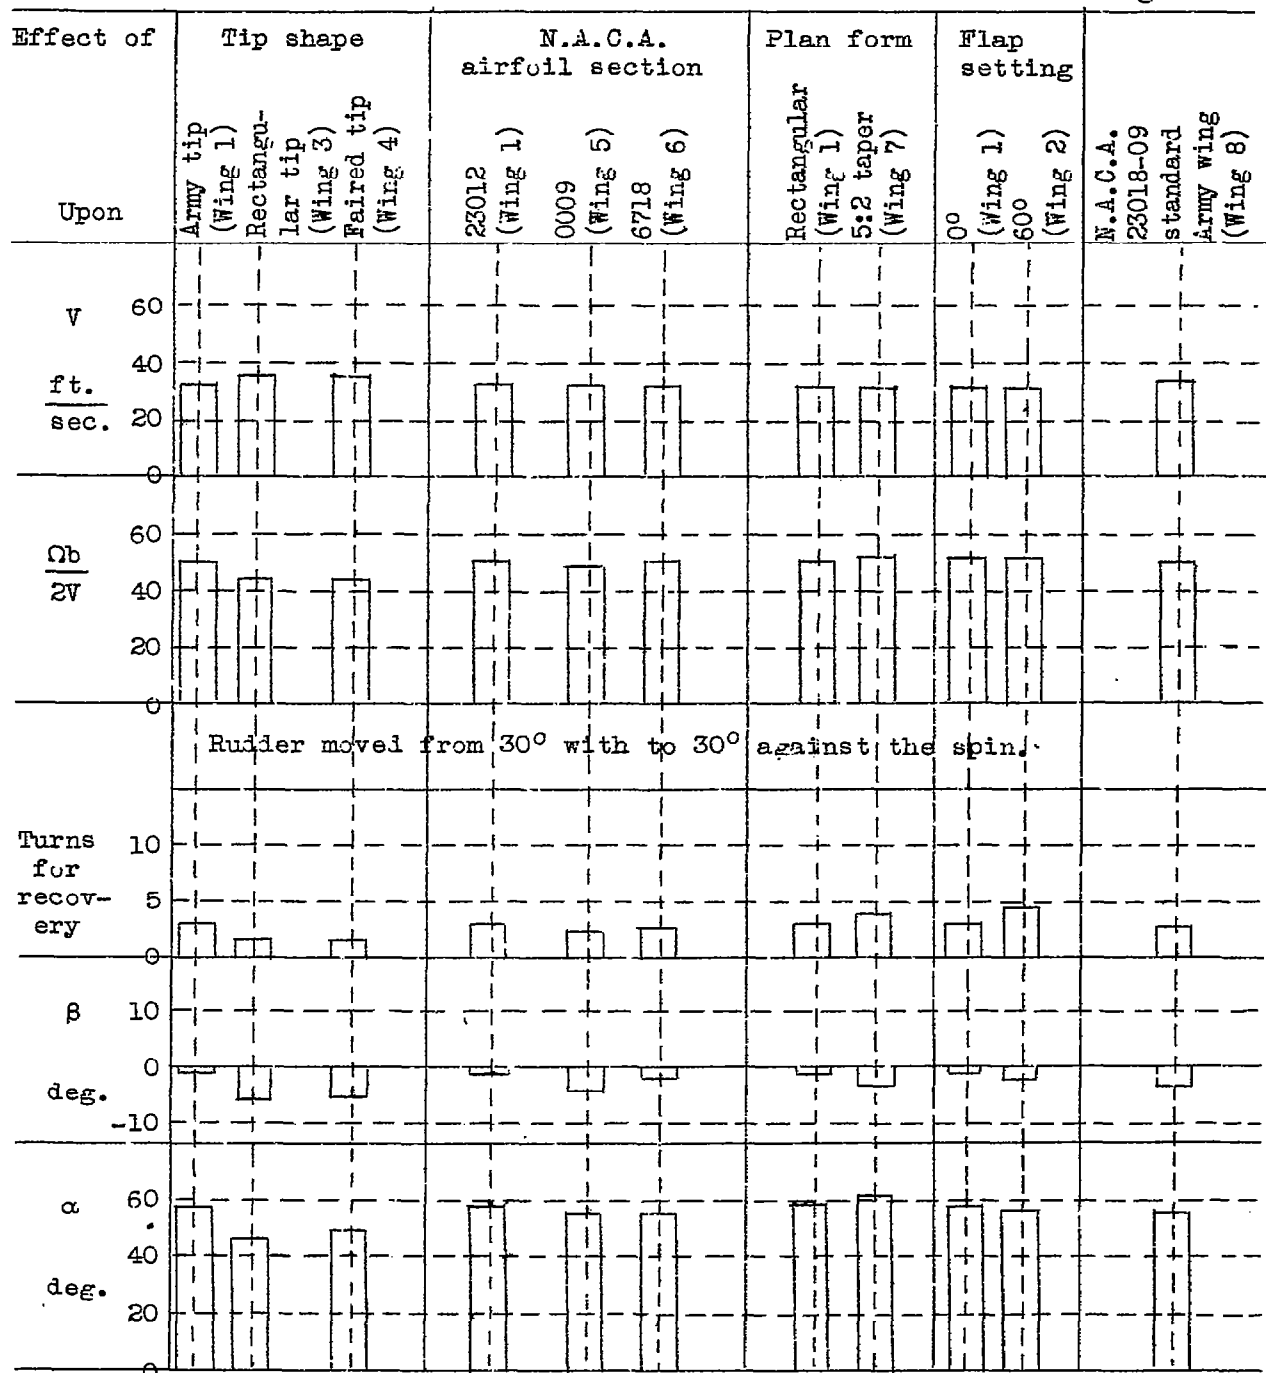 Effect of
Tip shape
N.A.C.A.
airfoil section
Plan form
Flap
setting
Upon
Army tip
(Wing 1)
Rectangu-
lar tip
(Wing 3)
Faired tip
(Wing 4)
23012
(Wing 1)
0009
(Wing 5)
6718
(Wing 6)
Rectangular
(Wing 1)
5:2 taper
(Wing 7)
0°
(Wing 1)
60°
(Wing 2)
N.A.C.A.
23018-09
standard
Army wing
(Wing 8)
V
ft.
sec.
60
40
20
0
Ωb
2V
60
40
20
0
Rudder moved from 30° with to 30° against the spin.
Turns
for
recov-
ery
10
5
0
β
deg.
10
0
-10
α
deg.
60
40
20
0